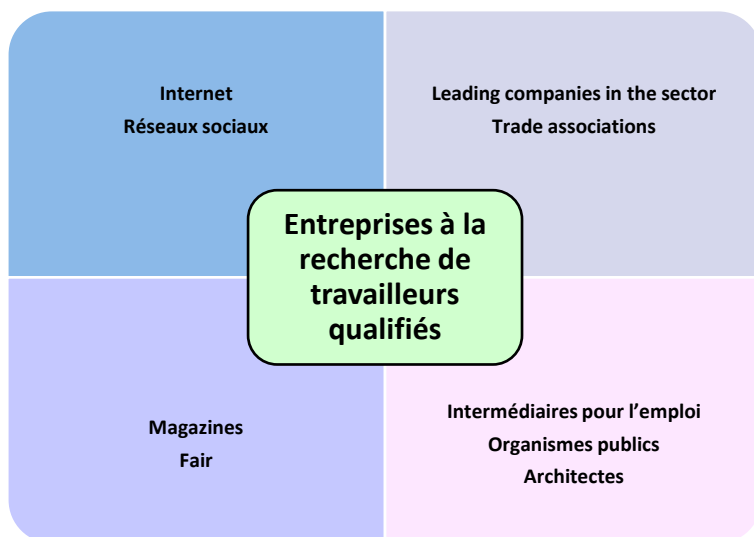 Internet
Réseaux sociaux
Leading companies in the sector
Trade associations
Entreprises à la
recherche de
travailleurs
qualifiés
Magazines
Fair
Intermédiaires pour l’emploi
Organismes publics
Architectes